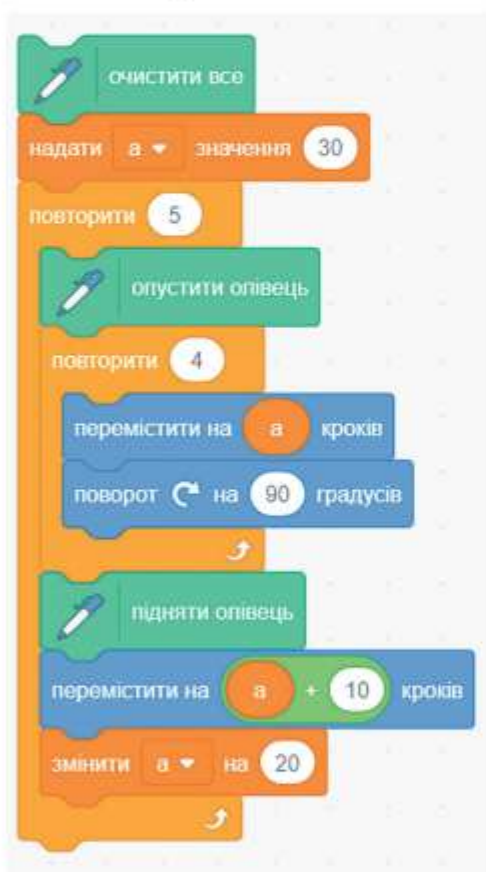 очистити все
надати а значення 30
повторити 5
опустити олівець
повторити 4
перемістити на а кроків
поворот на 90 градусів
підняти олівець
перемістити на а + 10 кроків
змінити а на 20